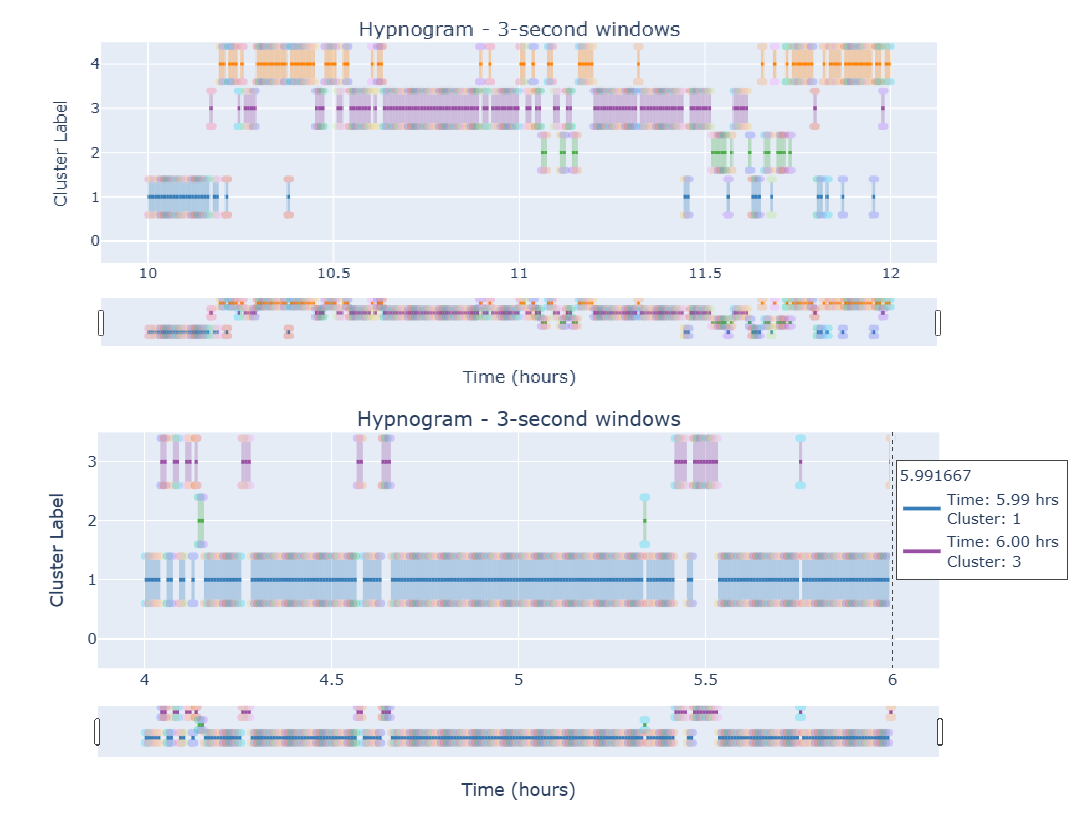 Hypnogram - 3-second windows
Cluster Label
4
3
2
1
0
10
10.5
11
11.5
12
Time (hours)
Hypnogram - 3-second windows
Cluster Label
3
2
1
0
4
4.5
5
5.5
6
5.991667
Time: 5.99 hrs
Cluster: 1
Time: 6.00 hrs
Cluster: 3
Time (hours)